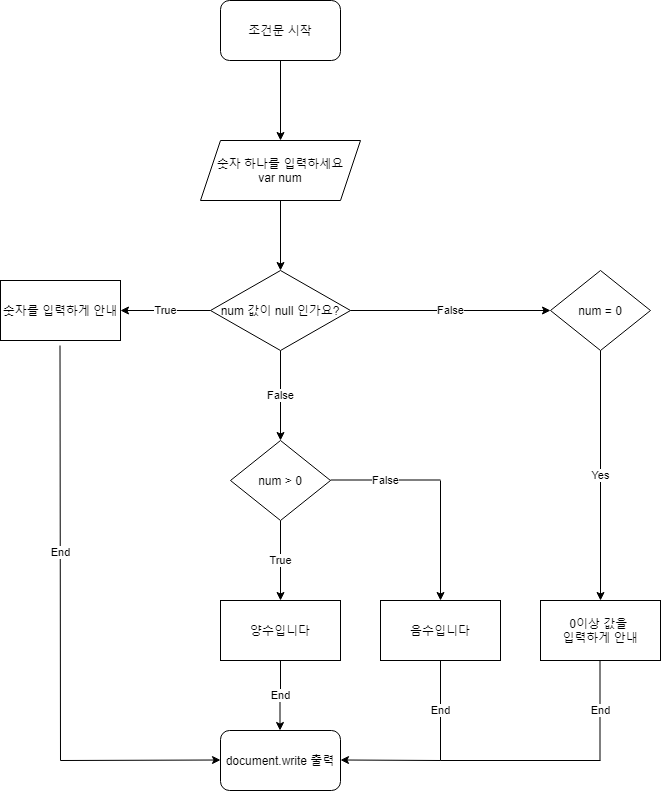 조건문 시작
숫자 하나를 입력하세요
var num
숫자를 입력하게 안내
True
num 값이 null 인가요?
False
num = 0
False
num > 0
False
Yes
End
True
양수입니다
음수입니다
0이상 값을
입력하게 안내
End
End
End
document.write 출력